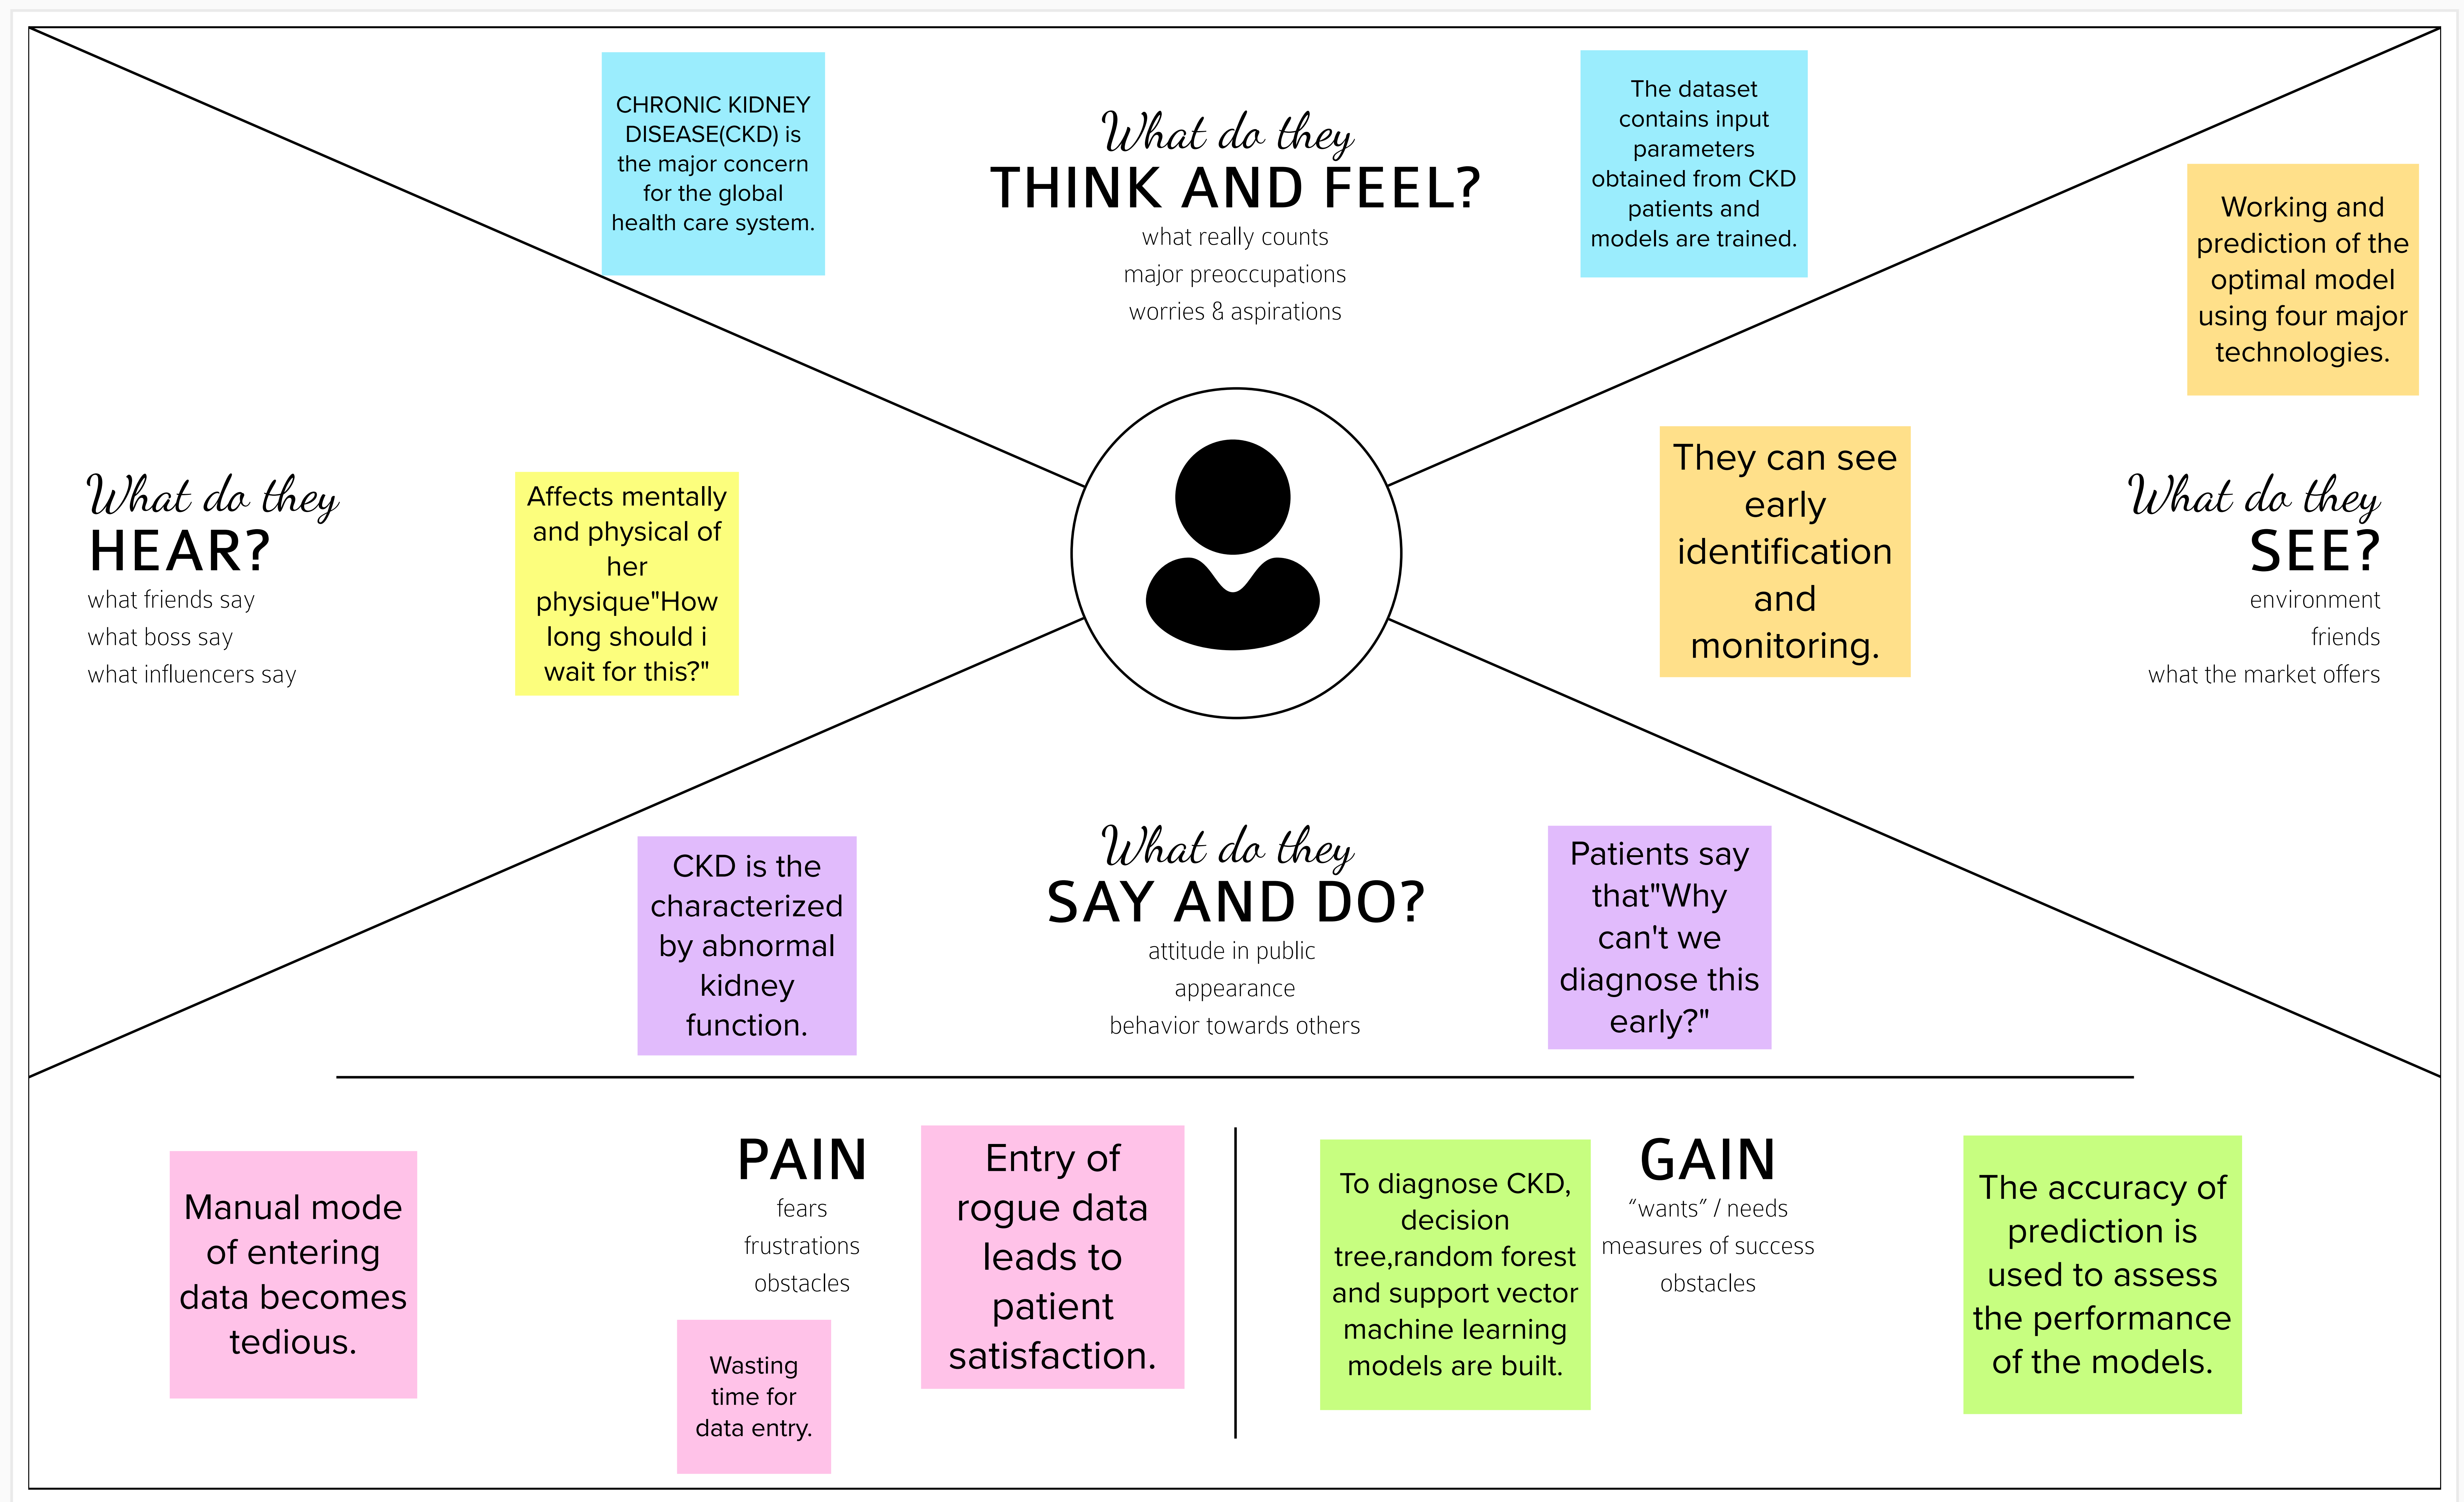 CHRONIC KIDNEY
DISEASE(CKD) is
the major concern
for the global
health care system.
What do they
THINK AND FEEL?
what really counts
major preoccupations
worries & aspirations
The dataset
contains input
parameters
obtained from CKD
patients and
models are trained.
Working and
prediction of the
optimal model
using four major
technologies.
What do they
HEAR?
what friends say
what boss say
what influencers say
Affects mentally
and physical of
her
physique"How
long should i
wait for this?"
They can see
early
identification
and
monitoring.
What do they
SEE?
environment
friends
what the market offers
CKD is the
characterized
by abnormal
kidney
function.
What do they
SAY AND DO?
attitude in public
appearance
behavior towards others
Patients say
that"Why
can't we
diagnose this
early?"
Manual mode
of entering
data becomes
tedious.
PAIN
fears
frustrations
obstacles
Wasting
time for
data entry.
Entry of
rogue data
leads to
patient
satisfaction.
To diagnose CKD,
decision
tree,random forest
and support vector
machine learning
models are built.
GAIN
“wants” / needs
measures of success
obstacles
The accuracy of
prediction is
used to assess
the performance
of the models.